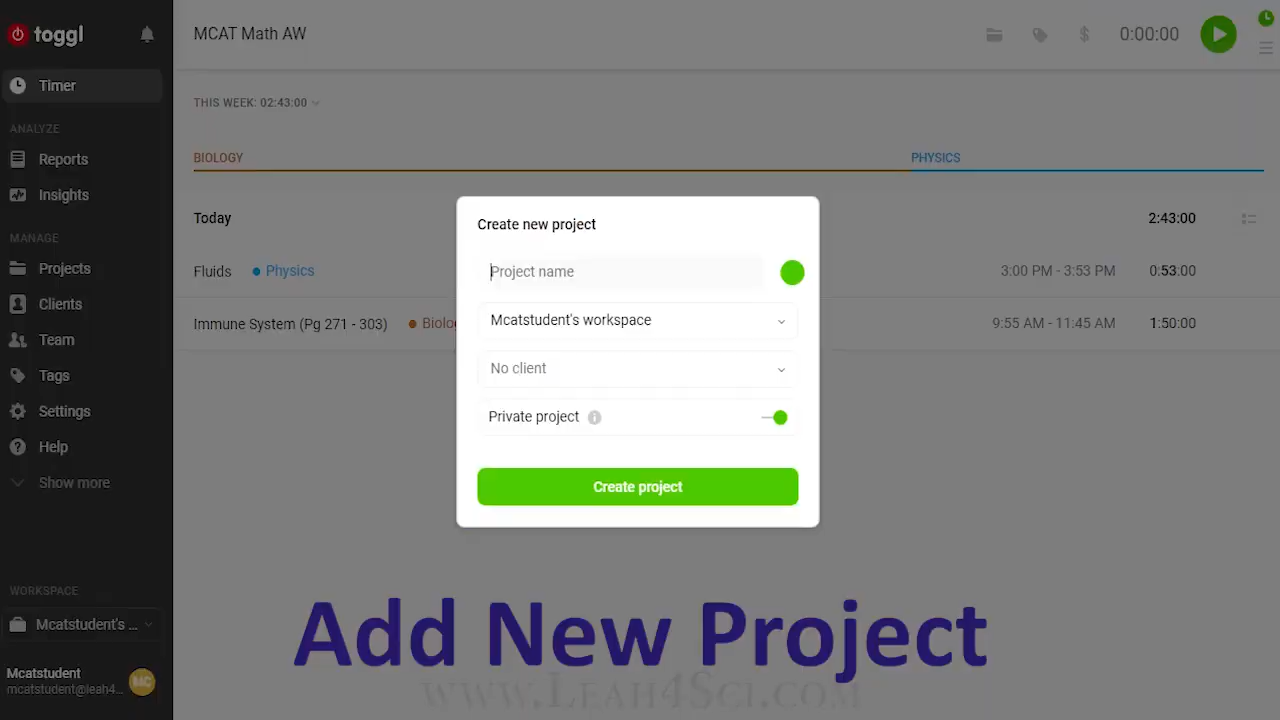 toggl
MCAT Math AW
0:00:00
Timer
THIS WEEK: 02:43:00
ANALYZE
Reports
BIOLOGY
PHYSICS
Insights
Today
2:43:00
MANAGE
Projects
Fluids
Physics
3:00 PM - 3:53 PM
0:53:00
Clients
Immune System (Pg 271 - 303)
Biolo
9:55 AM - 11:45 AM
1:50:00
Team
Tags
Settings
Help
Show more
Create new project
Project name
Mcatstudent's workspace
No client
Private project
Create project
WORKSPACE
Mcatstudent's ...
Mcatstudent
mcatstudent@leah4...
MC
Add New Project
www.Leah4Sci.com